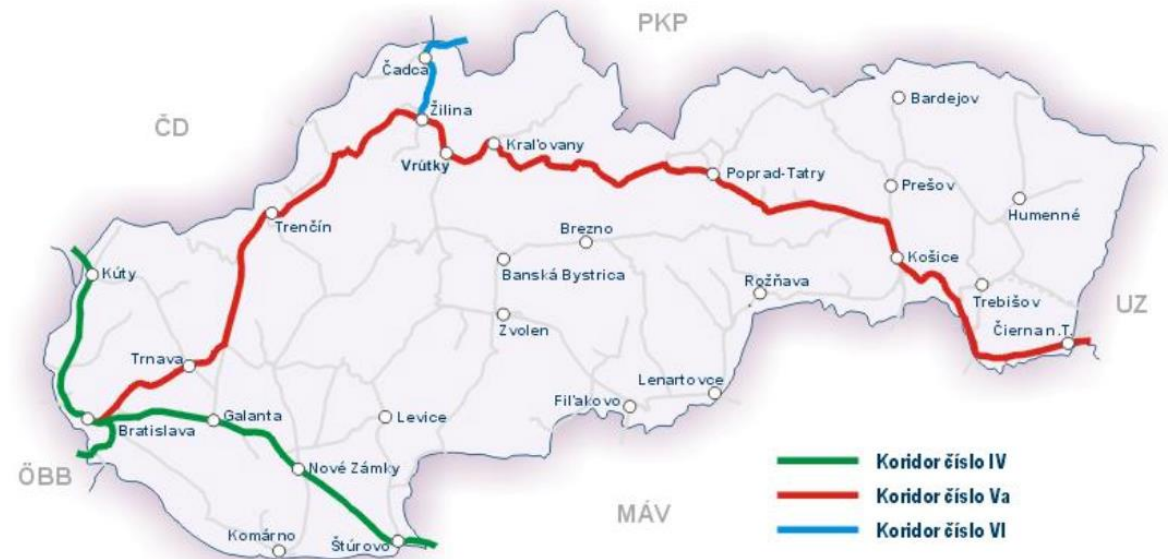 PKP
Čadca
Bardejov
Žilina
ČD
Kraľovany
Vrútky
Poprad-Tatry
Prešov
Humenné
Trenčín
Brezno
Košice
Banská Bystrica
Kúty
Rožňava
Trebišov
UZ
Zvolen
Čierna n. T.
Trnava
Lenartovce
Fiľakovo
Galanta
Levice
Bratislava
Koridor číslo IV
ÖBB
Nové Zámky
Koridor číslo Va
MÁV
Koridor číslo VI
Komárno
Štúrovo